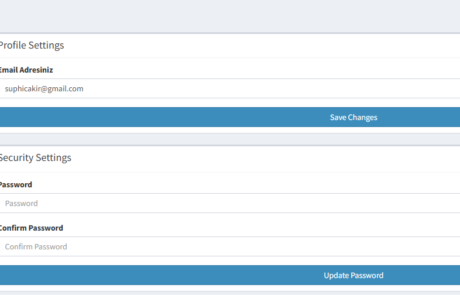 Profile Settings
Email Adresiniz
suphicakir@gmail.com
Save Changes
Security Settings
Password
Password
Confirm Password
Confirm Password
Update Password